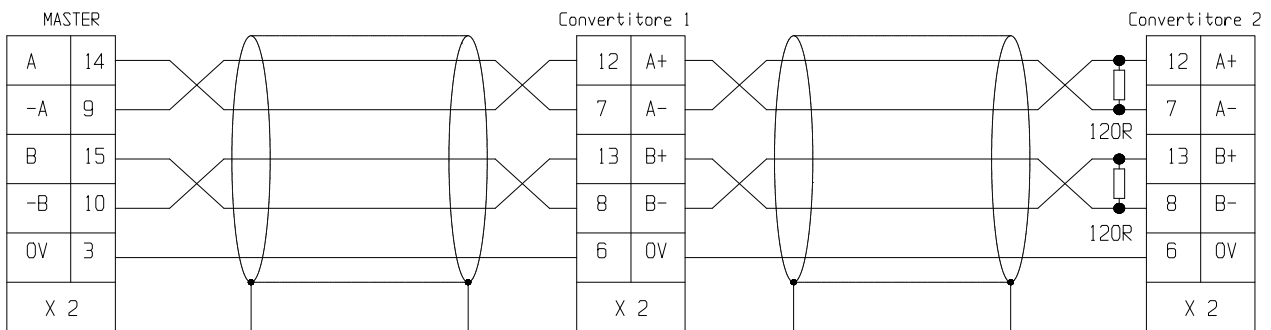 MASTER Convertitore 1 Convertitore 2
A 14 12 A+ 12 A+
-A 9 7 A- 7 A-
120R
B 15 13 B+ 13 B+
-B 10 8 B- 8 B-
120R
0V 3 6 0V 6 0V
X 2 X 2 X 2